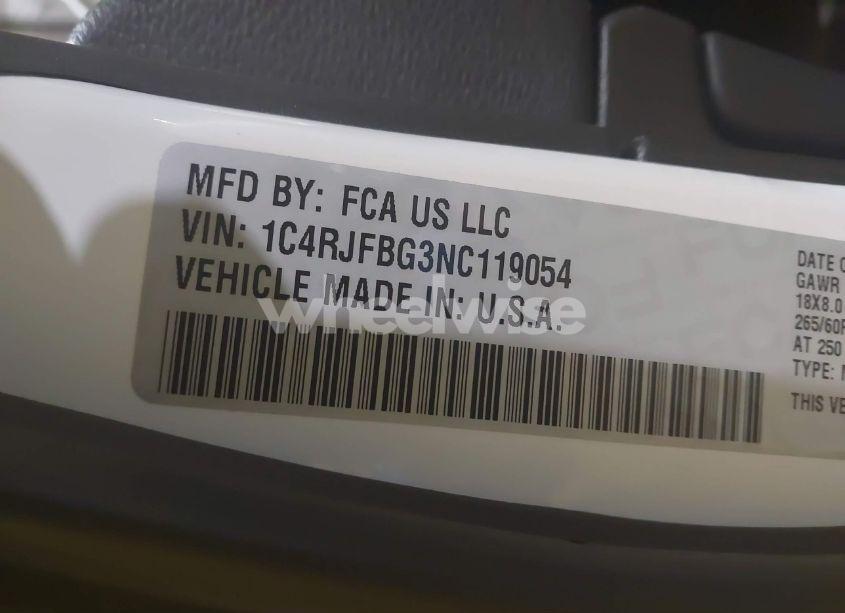 MFD BY: FCA US LLC
VIN: 1C4RJFBG3NC119054
VEHICLE MADE IN: U.S.A.
wheelwise
DATE O
GAWR
18X8.0
265/60R
AT 250
TYPE: M
THIS VE